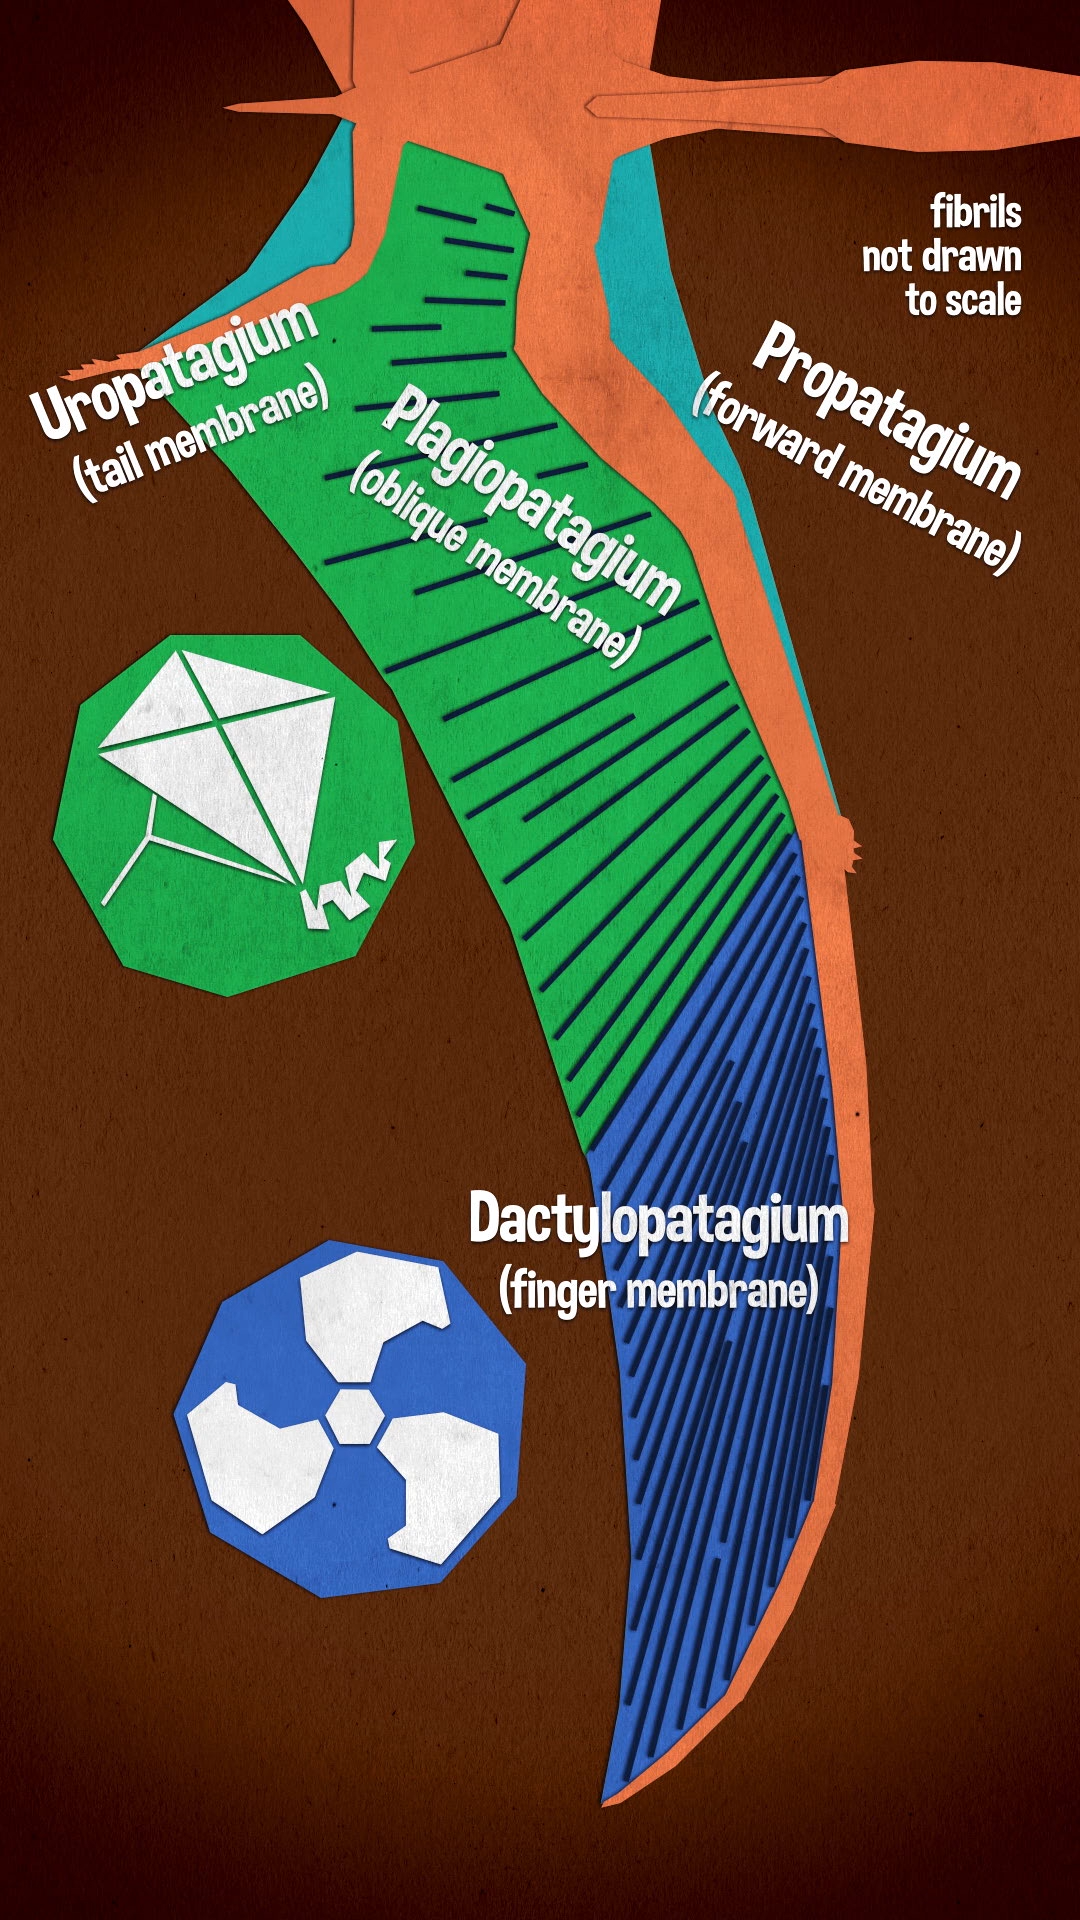 fibrils
not drawn
to scale
Uropatagium
(tail membrane)
Plagiopatagium
(oblique membrane)
Propatagium
(forward membrane)
Dactylopatagium
(finger membrane)